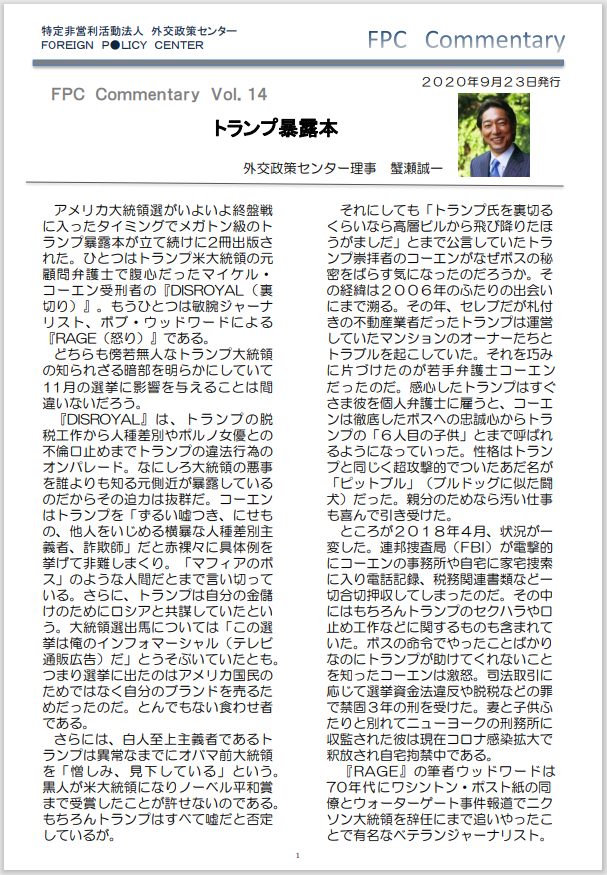 特定非営利活動法人　外交政策センター
FOREIGN POLICY CENTER
FPC Commentary
２０２０年９月２３日発行
FPC Commentary Vol. 14
トランプ暴露本
外交政策センター理事　蟹瀬誠一
アメリカ大統領選がいよいよ終盤戦
に入ったタイミングでメガトン級のト
ランプ暴露本が立て続けに2冊出版さ
れた。ひとつはトランプ米大統領の元
顧問弁護士で腹心だったマイケル・
コーエン受刑者の『DISROYAL（裏
切り）』。もうひとつは敏腕ジャーナ
リスト、ボブ・ウッドワードによる
『RAGE（怒り）』である。
どちらも傍若無人なトランプ大統領
の知られざる暗部を明らかにしていて
11月の選挙に影響を与えることは間
違いないだろう。
『DISROYAL』は、トランプの脱
税工作から人種差別やポルノ女優との
不倫口止めまでトランプの違法行為の
オンパレード。なにしろ大統領の悪事
を誰よりも知る元側近が暴露している
のだからその迫力は抜群だ。コーエン
はトランプを「ずるい嘘つき、にせも
の、他人をいじめる横暴な人種差別主
義者、詐欺師」だと赤裸々に具体例を
挙げて非難しまくり。「マフィアのボ
ス」のような人間だとまで言い切って
いる。さらに、トランプは自分の金儲
けのためにロシアと共謀していたとい
う。大統領選出馬については「この選
挙は俺のインフォマーシャル（テレビ
通販広告）だ」とうそぶいていたとも。
つまり選挙に出たのはアメリカ国民の
ためではなく自分のブランドを売るた
めだったのだ。とんでもない食わせ者
である。
さらには、白人至上主義者であるト
ランプは異常なまでにオバマ前大統領
を「憎しみ、見下している」という。
黒人が米大統領になりノーベル平和賞
まで受賞したことが許せないのである。
もちろんトランプはすべて嘘だと否定
しているが。
それにしても「トランプ氏を裏切る
くらいなら高層ビルから飛び降りたほ
うがましだ」とまで公言していたトラ
ンプ崇拝者のコーエンがなぜボスの秘
密をばらす気になったのだろうか。そ
の経緯は２００６年のふたりの出会い
にまで溯る。その年、セレブだが札付
きの不動産業者だったトランプは運営
していたマンションのオーナーたちと
トラブルを起こしていた。それを巧み
に片づけたのが若手弁護士コーエン
だったのだ。感心したトランプはすぐ
さま彼を個人弁護士に雇うと、コーエ
ンは徹底したボスへの忠誠心からトラ
ンプの「６人目の子供」とまで呼ばれ
るようになっていった。性格はトラン
プと同じく超攻撃的でついたあだ名が
「ピットブル」（ブルドッグに似た闘
犬）だった。親分のためなら汚い仕事
も喜んで引き受けた。
ところが２０１８年４月、状況が一
変した。連邦捜査局（FBI）が電撃的
にコーエンの事務所や自宅に家宅捜索
に入り電話記録、税務関連書類など一
切合切押収してしまったのだ。その中
にはもちろんトランプのセクハラや口
止め工作などに関するものも含まれて
いた。ボスの命令でやったことばかり
なのにトランプが助けてくれないこと
を知ったコーエンは激怒。司法取引に
応じて選挙資金法違反や脱税などの罪
で禁固３年の刑を受けた。妻と子供ふ
たりと別れてニューヨークの刑務所に
収監された彼は現在コロナ感染拡大で
釈放され自宅拘禁中である。
『RAGE』の筆者ウッドワードは
70年代にワシントン・ポスト紙の同
僚とウォーターゲート事件報道でニク
ソン大統領を辞任にまで追いやったこ
とで有名なベテランジャーナリスト。
1